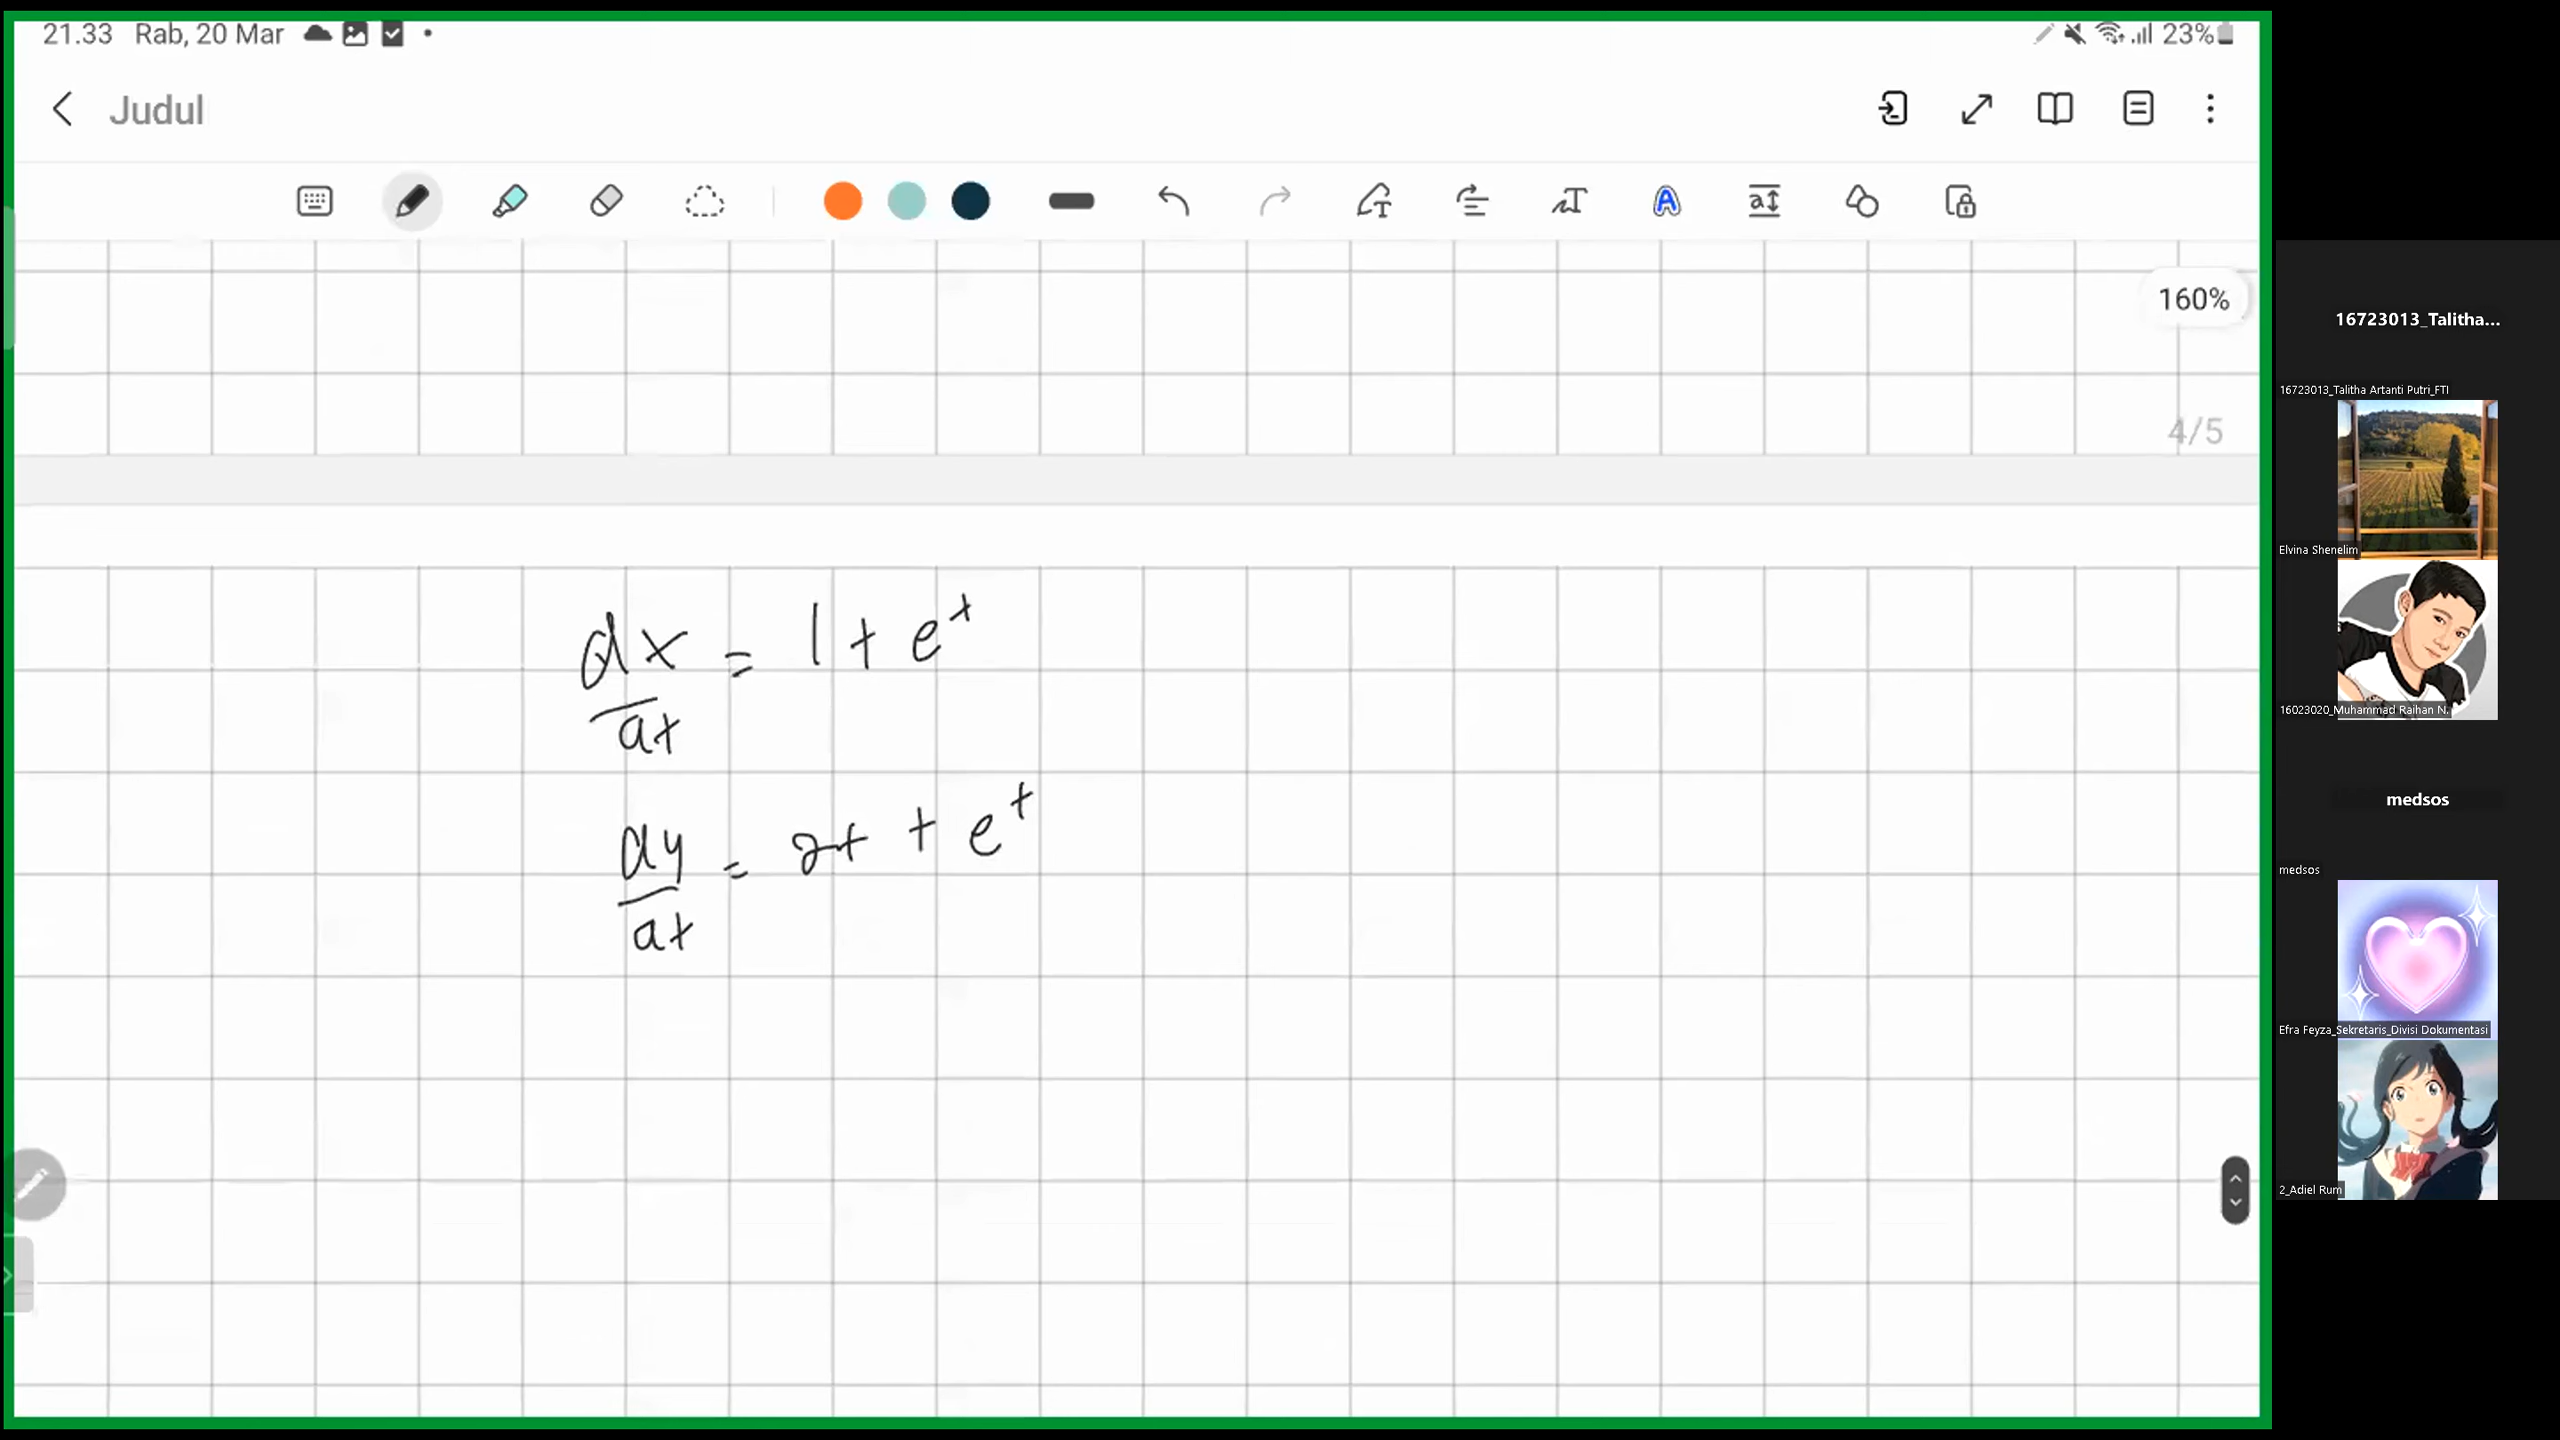 21.33 Rab, 20 Mar
23%
Judul
160%
4/5
dx/dt = 1 + e^t
dy/dt = 2t + e^t
16723013_Talitha...
16723013_Talitha Artanti Putri_FTI
Elvina Shenelim
16023020_Muhammad Raihan N.
medsos
medsos
Efra Feyza_Sekretaris_Divisi Dokumentasi
2_Adiel Rum